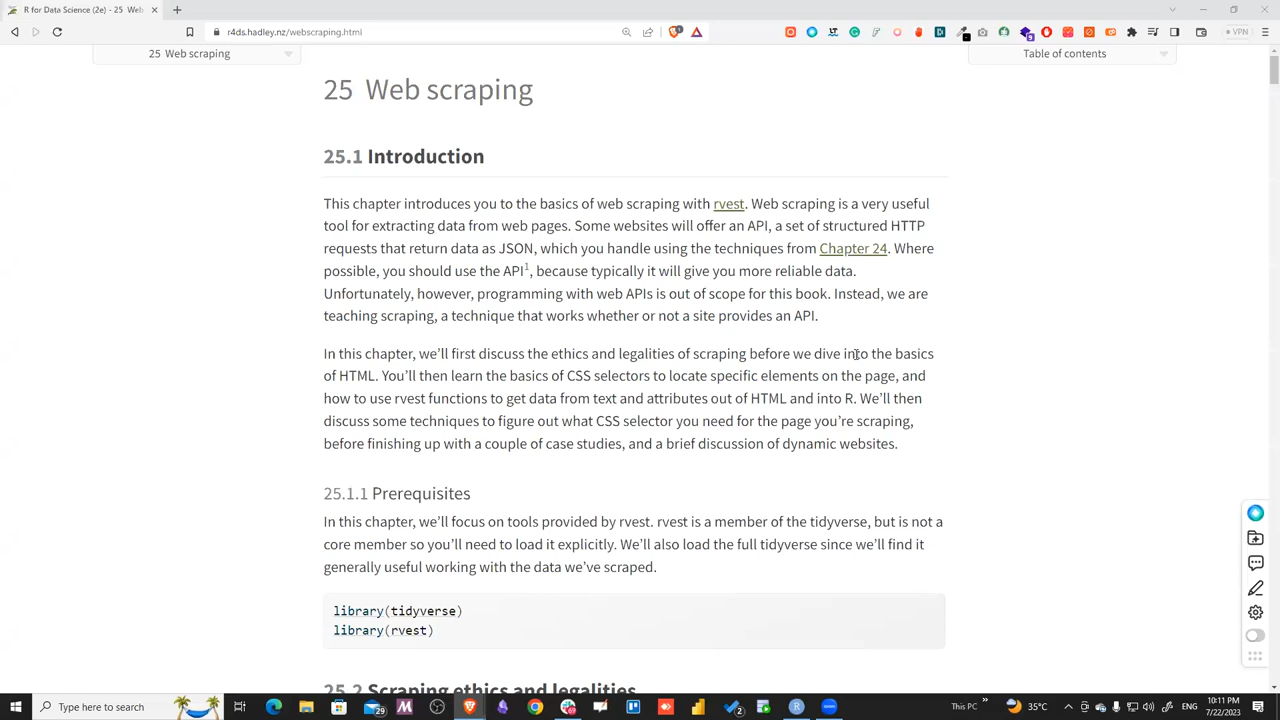 R for Data Science (2e) - 25 Web
r4ds.hadley.nz/webscraping.html
VPN
25 Web scraping
Table of contents
25 Web scraping
25.1 Introduction
This chapter introduces you to the basics of web scraping with rvest. Web scraping is a very useful
tool for extracting data from web pages. Some websites will offer an API, a set of structured HTTP
requests that return data as JSON, which you handle using the techniques from Chapter 24. Where
possible, you should use the API1, because typically it will give you more reliable data.
Unfortunately, however, programming with web APIs is out of scope for this book. Instead, we are
teaching scraping, a technique that works whether or not a site provides an API.
In this chapter, we'll first discuss the ethics and legalities of scraping before we dive into the basics
of HTML. You'll then learn the basics of CSS selectors to locate specific elements on the page, and
how to use rvest functions to get data from text and attributes out of HTML and into R. We'll then
discuss some techniques to figure out what CSS selector you need for the page you're scraping,
before finishing up with a couple of case studies, and a brief discussion of dynamic websites.
25.1.1 Prerequisites
In this chapter, we'll focus on tools provided by rvest. rvest is a member of the tidyverse, but is not a
core member so you'll need to load it explicitly. We'll also load the full tidyverse since we'll find it
generally useful working with the data we've scraped.
library(tidyverse)
library(rvest)
25.2 Scraping ethics and legalities
Type here to search
29
2
This PC
35°C
10:11 PM
7/22/2023